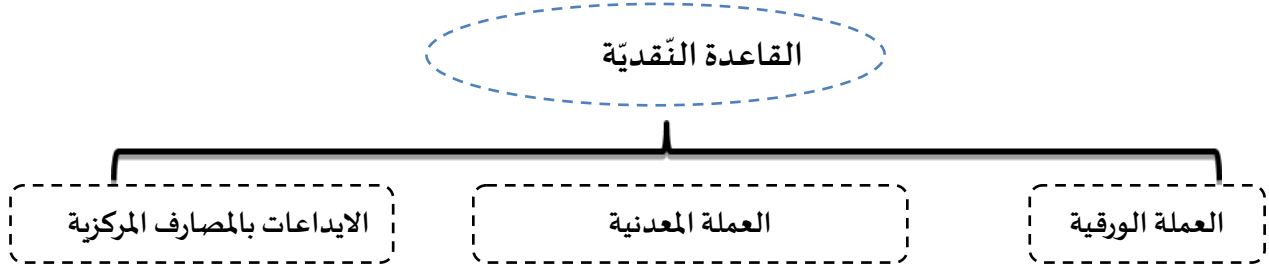 القاعدة النّقديّة
العملة الورقية
العملة المعدنية
الايداعات بالمصارف المركزية